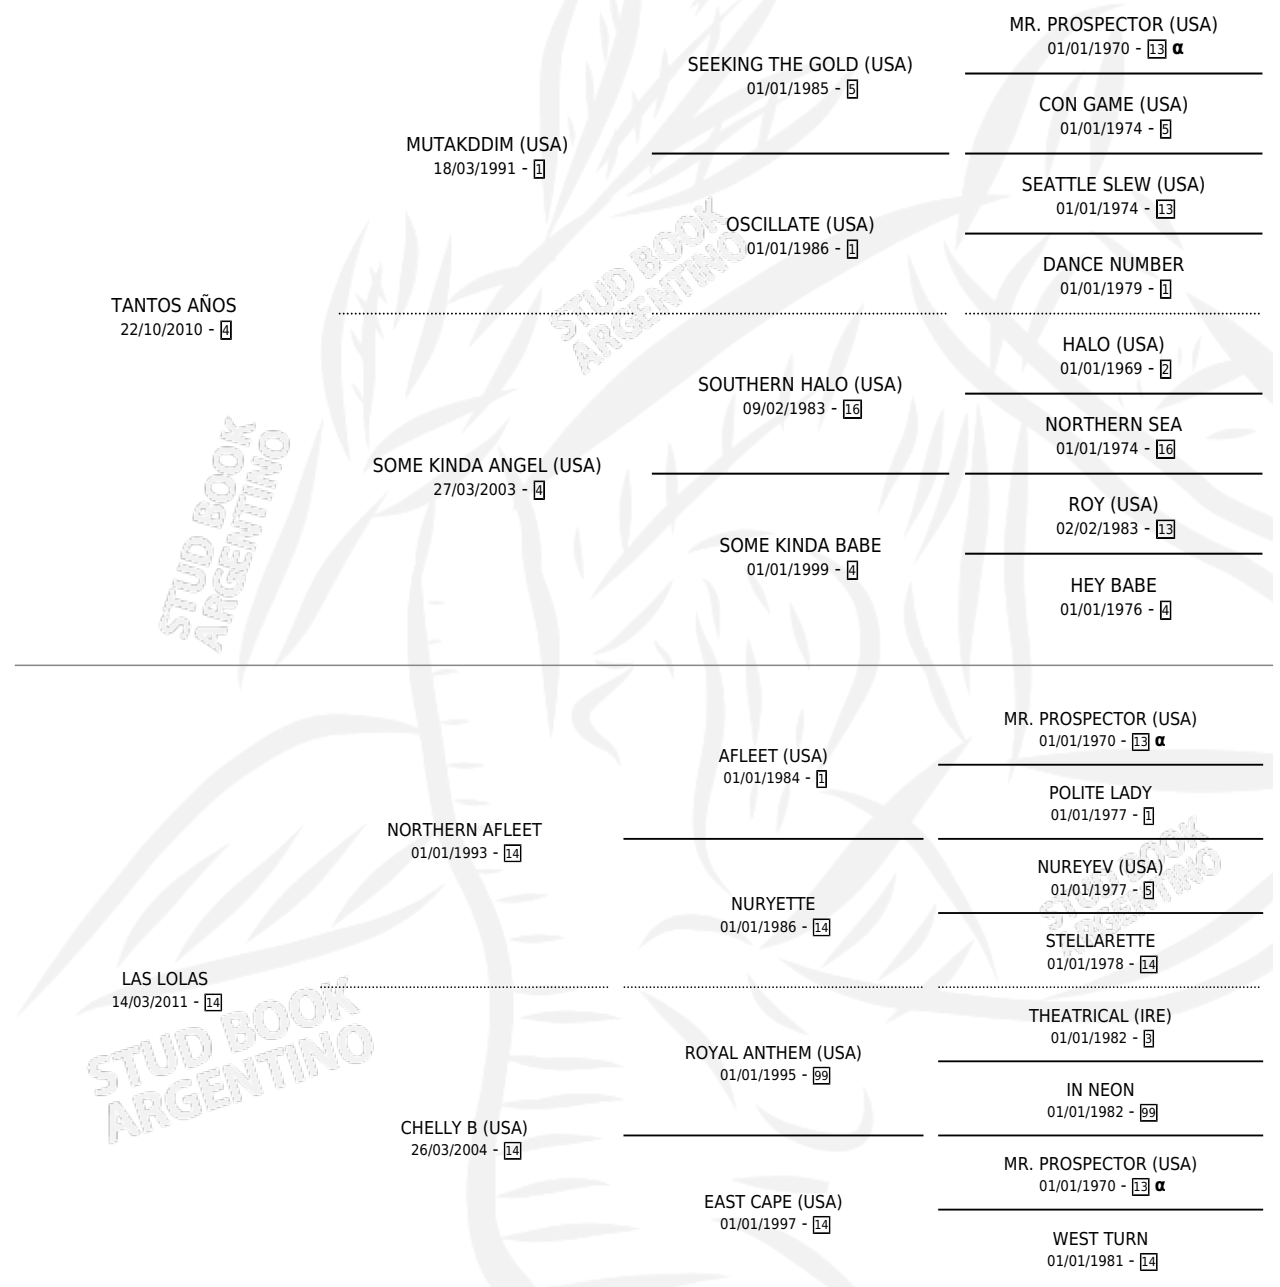 MR. PROSPECTOR (USA)
01/01/1970 - 13 α
SEEKING THE GOLD (USA)
01/01/1985 - 5
CON GAME (USA)
01/01/1974 - 5
MUTAKDDIM (USA)
18/03/1991 - 1
SEATTLE SLEW (USA)
01/01/1974 - 13
OSCILLATE (USA)
01/01/1986 - 1
DANCE NUMBER
01/01/1979 - 1
TANTOS AÑOS
22/10/2010 - 4
HALO (USA)
01/01/1969 - 2
SOUTHERN HALO (USA)
09/02/1983 - 16
NORTHERN SEA
01/01/1974 - 16
SOME KINDA ANGEL (USA)
27/03/2003 - 4
ROY (USA)
02/02/1983 - 13
SOME KINDA BABE
01/01/1999 - 4
HEY BABE
01/01/1976 - 4
MR. PROSPECTOR (USA)
01/01/1970 - 13 α
AFLEET (USA)
01/01/1984 - 1
POLITE LADY
01/01/1977 - 1
NORTHERN AFLEET
01/01/1993 - 14
NUREYEV (USA)
01/01/1977 - 5
NURYETTE
01/01/1986 - 14
STELLARETTE
01/01/1978 - 14
LAS LOLAS
14/03/2011 - 14
THEATRICAL (IRE)
01/01/1982 - 3
ROYAL ANTHEM (USA)
01/01/1995 - 99
IN NEON
01/01/1982 - 99
CHELLY B (USA)
26/03/2004 - 14
MR. PROSPECTOR (USA)
01/01/1970 - 13 α
EAST CAPE (USA)
01/01/1997 - 14
WEST TURN
01/01/1981 - 14
STUD BOOK
ARGENTINO
STUD BOOK
ARGENTINO
STUD BOOK
ARGENTINO
STUD BOOK
ARGENTINO